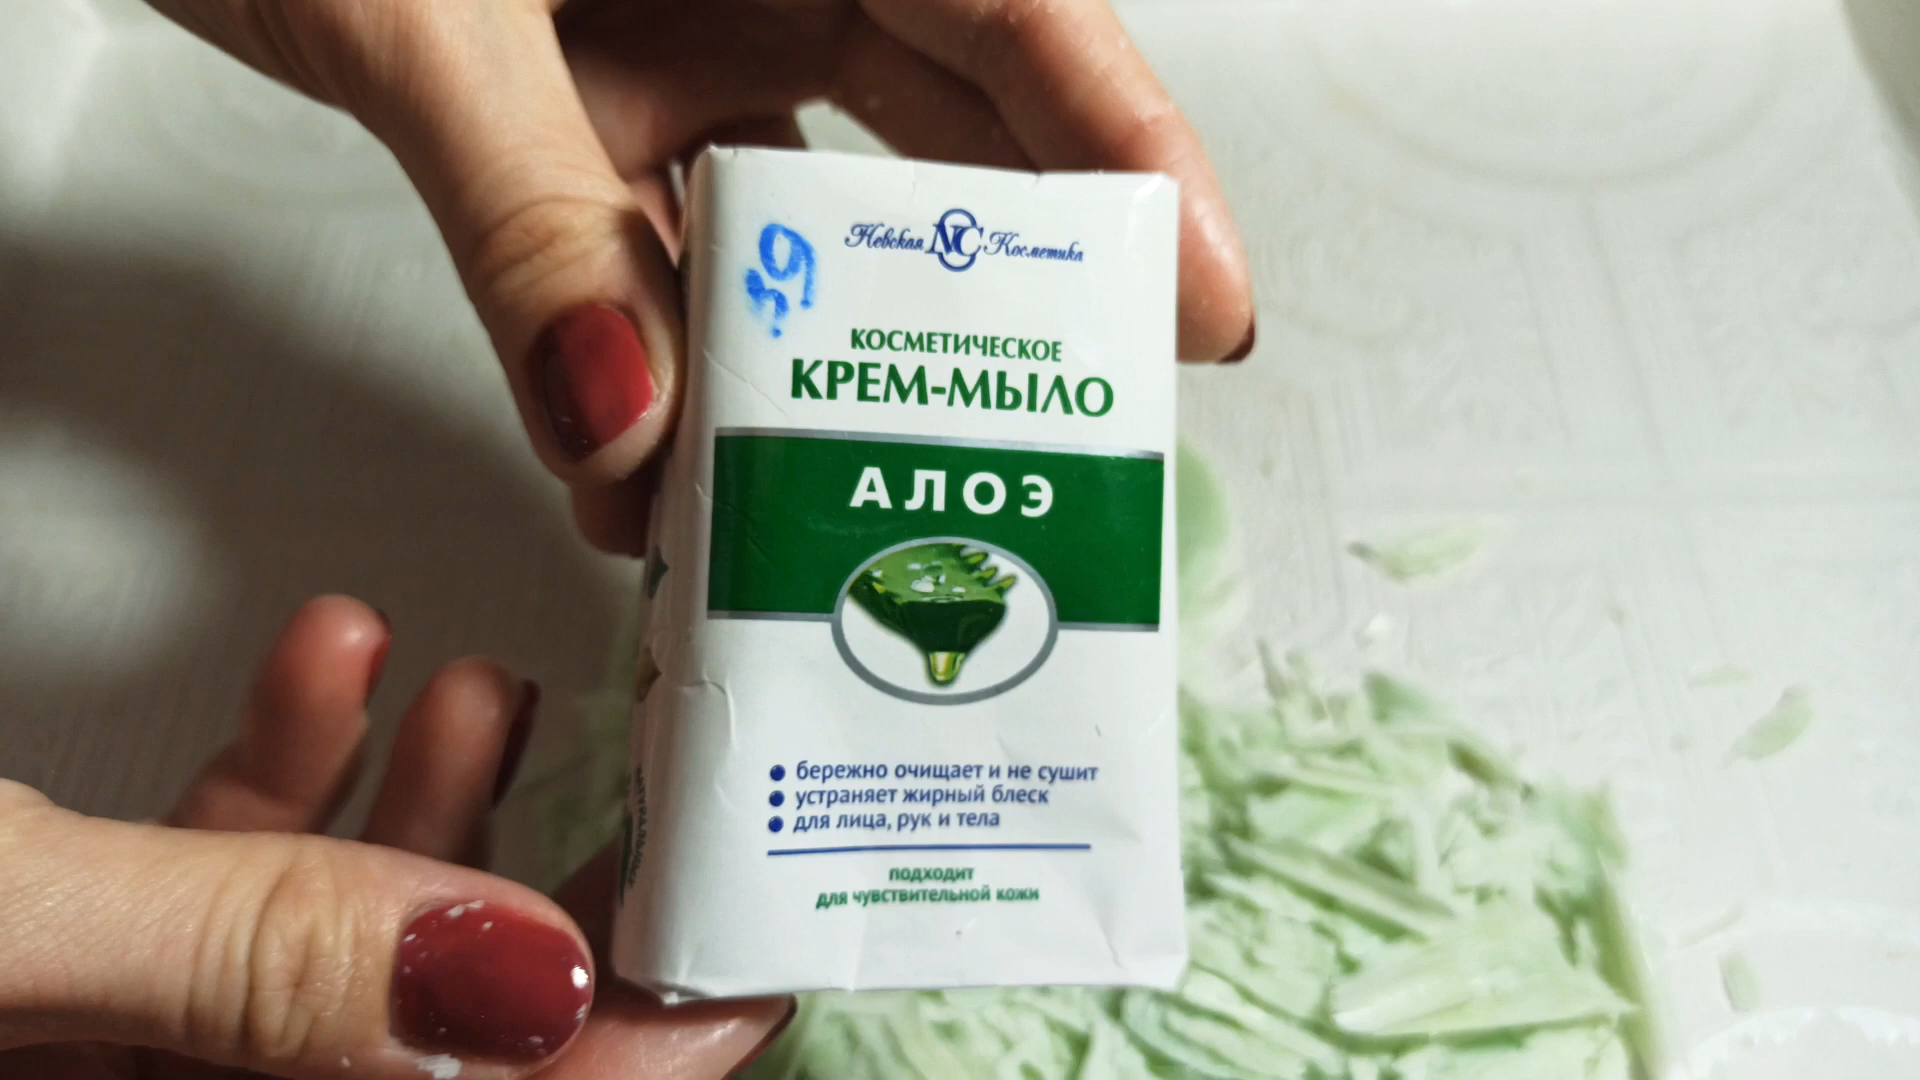 39
Невская NC Косметика
КОСМЕТИЧЕСКОЕ
КРЕМ-МЫЛО
АЛОЭ
бережно очищает и не сушит
устраняет жирный блеск
для лица, рук и тела
подходит
для чувствительной кожи